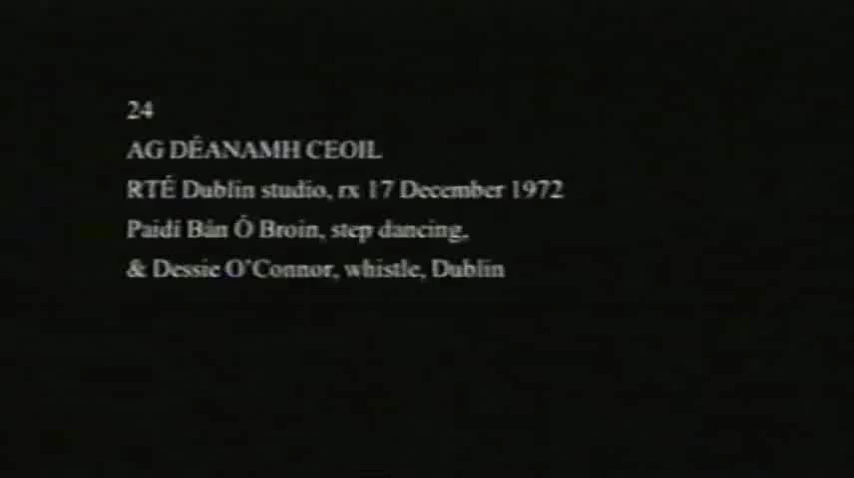 24
AG DÉANAMH CEOIL
RTÉ Dublin studio, rx 17 December 1972
Paidí Bán Ó Broin, step dancing,
& Dessie O'Connor, whistle, Dublin